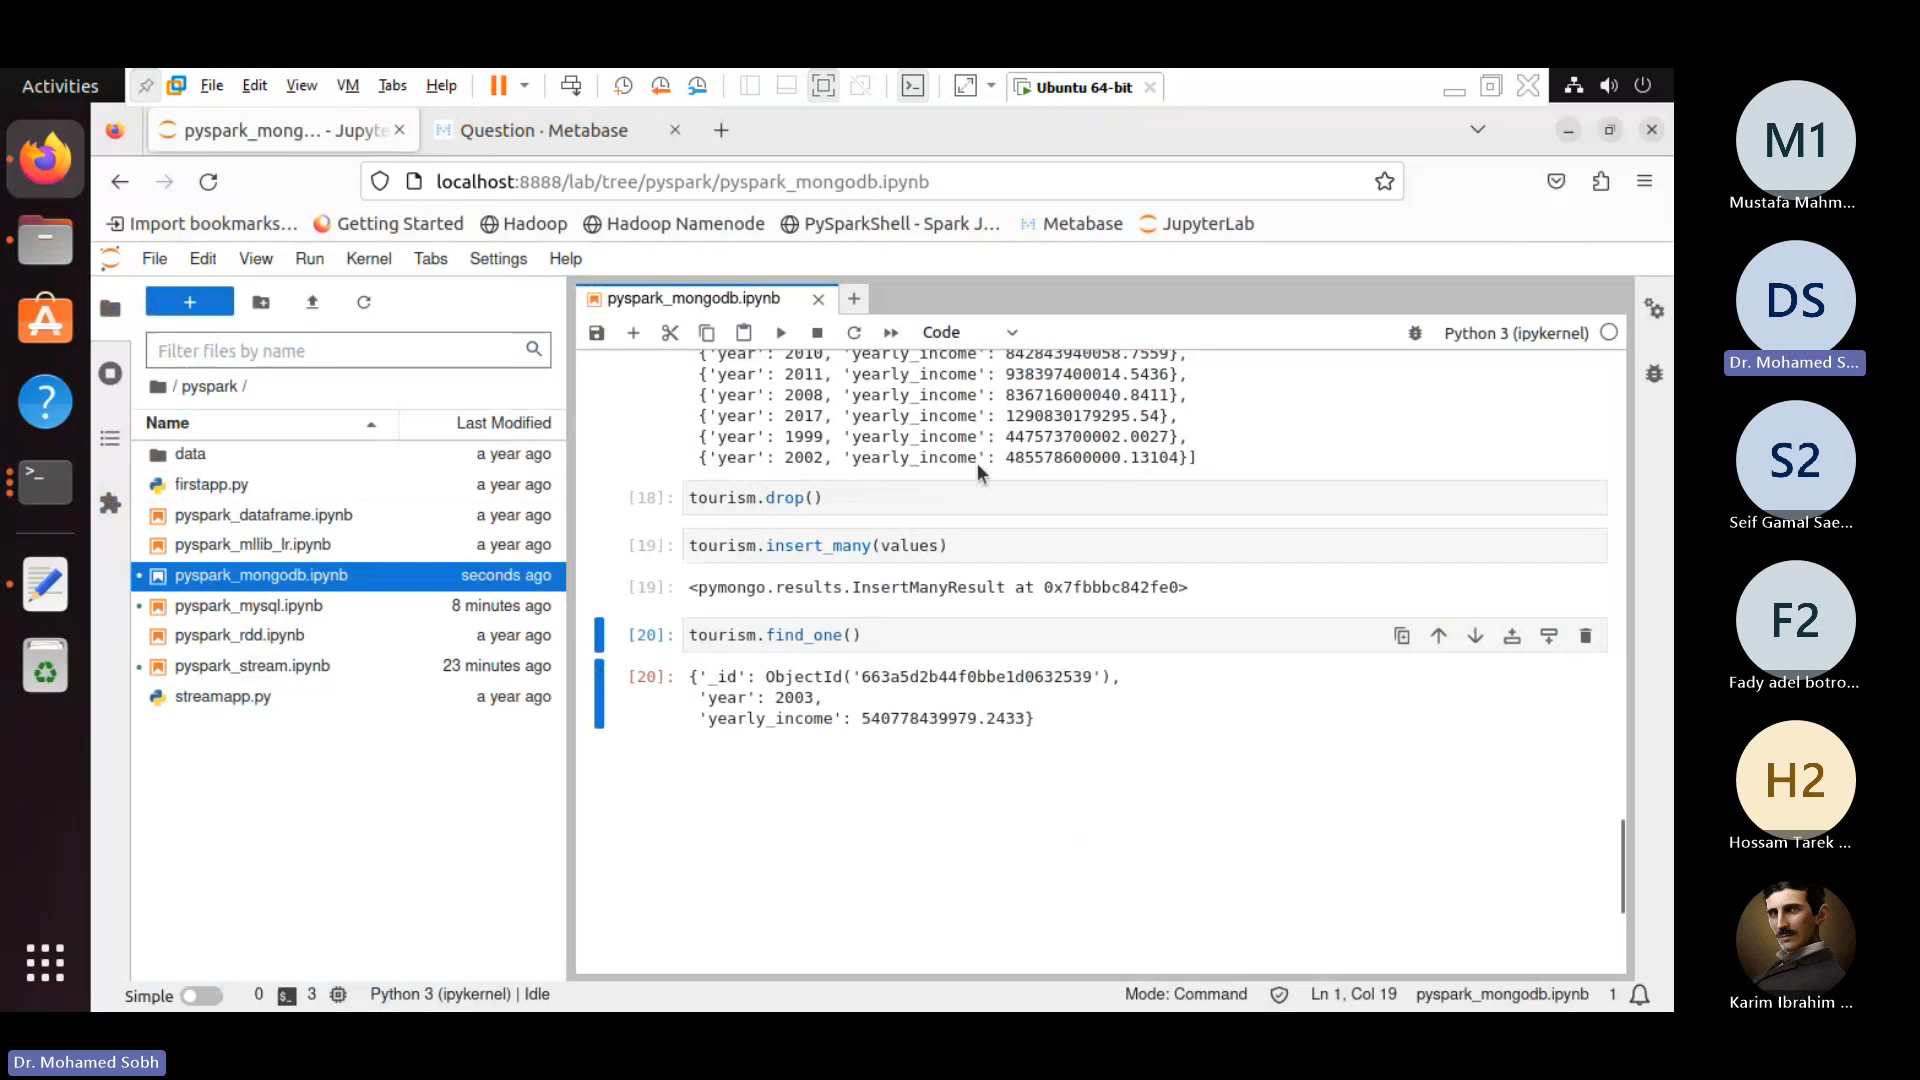 Activities
File Edit View VM Tabs Help
Ubuntu 64-bit
pyspark_mong... - Jupyte
Question · Metabase
localhost:8888/lab/tree/pyspark/pyspark_mongodb.ipynb
Import bookmarks... Getting Started Hadoop Hadoop Namenode PySparkShell - Spark J... Metabase JupyterLab
File Edit View Run Kernel Tabs Settings Help
Filter files by name
/ pyspark /
Name Last Modified
data a year ago
firstapp.py a year ago
pyspark_dataframe.ipynb a year ago
pyspark_mllib_lr.ipynb a year ago
pyspark_mongodb.ipynb seconds ago
pyspark_mysql.ipynb 8 minutes ago
pyspark_rdd.ipynb a year ago
pyspark_stream.ipynb 23 minutes ago
streamapp.py a year ago
pyspark_mongodb.ipynb
Code Python 3 (ipykernel)
{'year': 2010, 'yearly_income': 842843940058.7559},
{'year': 2011, 'yearly_income': 938397400014.5436},
{'year': 2008, 'yearly_income': 836716000040.8411},
{'year': 2017, 'yearly_income': 1290830179295.54},
{'year': 1999, 'yearly_income': 447573700002.0027},
{'year': 2002, 'yearly_income': 485578600000.13104}]
[18]: tourism.drop()
[19]: tourism.insert_many(values)
[19]: <pymongo.results.InsertManyResult at 0x7fbbbc842fe0>
[20]: tourism.find_one()
[20]: {'_id': ObjectId('663a5d2b44f0bbe1d0632539'),
'year': 2003,
'yearly_income': 540778439979.2433}
Simple 0 3 Python 3 (ipykernel) | Idle
Mode: Command Ln 1, Col 19 pyspark_mongodb.ipynb 1
M1
Mustafa Mahm...
DS
Dr. Mohamed S...
S2
Seif Gamal Sae...
F2
Fady adel botro...
H2
Hossam Tarek ...
Karim Ibrahim ...
Dr. Mohamed Sobh